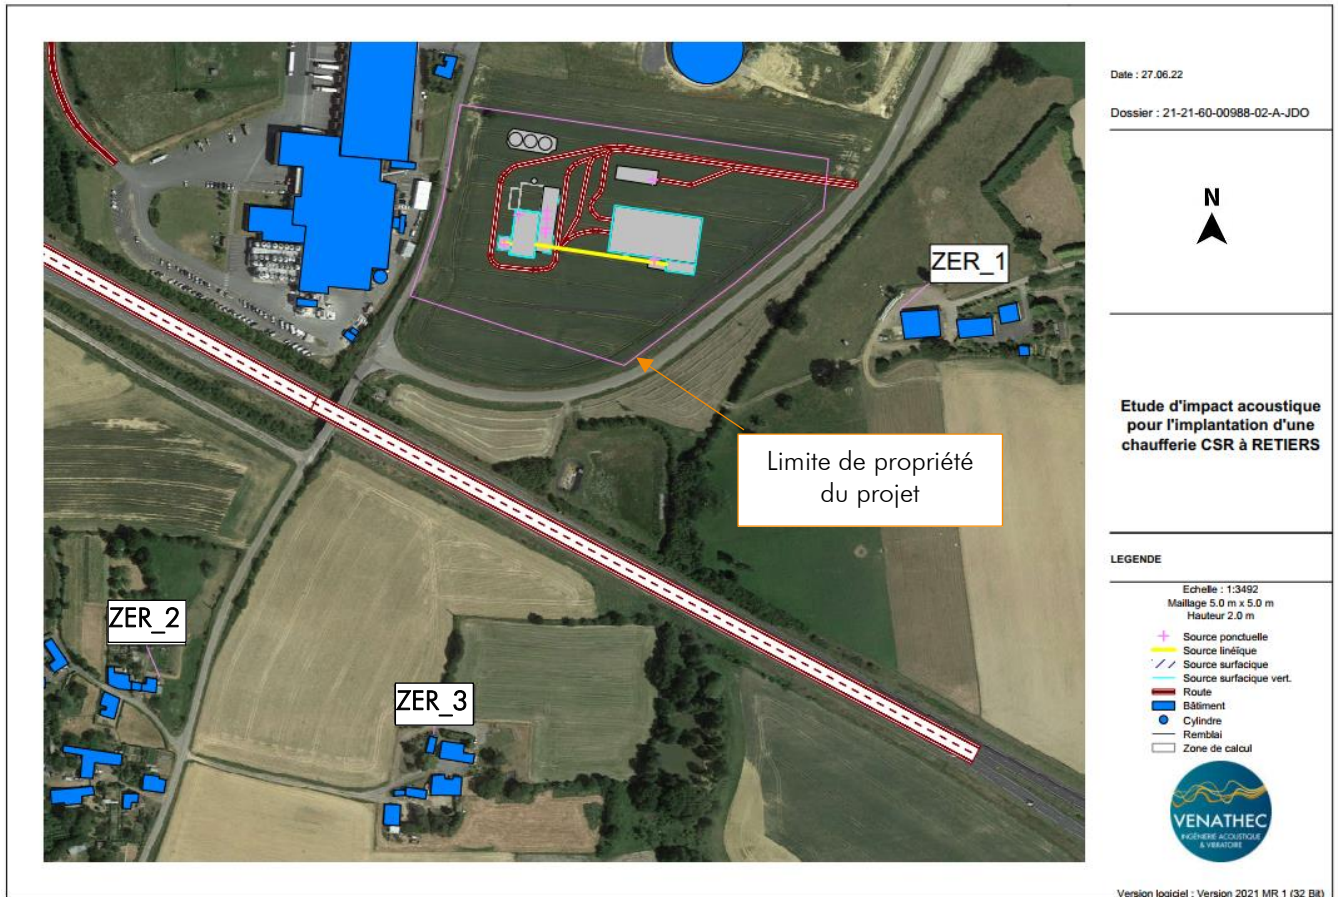 Date : 27.06.22
Dossier : 21-21-60-00988-02-A-JDO
N
ZER_1
Etude d'impact acoustique
pour l'implantation d'une
chaufferie CSR à RETIERS
Limite de propriété
du projet
ZER_2
ZER_3
LEGENDE
Echelle : 1:3492
Maillage 5.0 m x 5.0 m
Hauteur 2.0 m
Source ponctuelle
Source linéïque
Source surfacique
Source surfacique vert.
Route
Bâtiment
Cylindre
Remblai
Zone de calcul
VENATHEC
INGÉNIERIE ACOUSTIQUE
& VIBRATOIRE
Version logiciel : Version 2021 MR 1 (32 Bit)